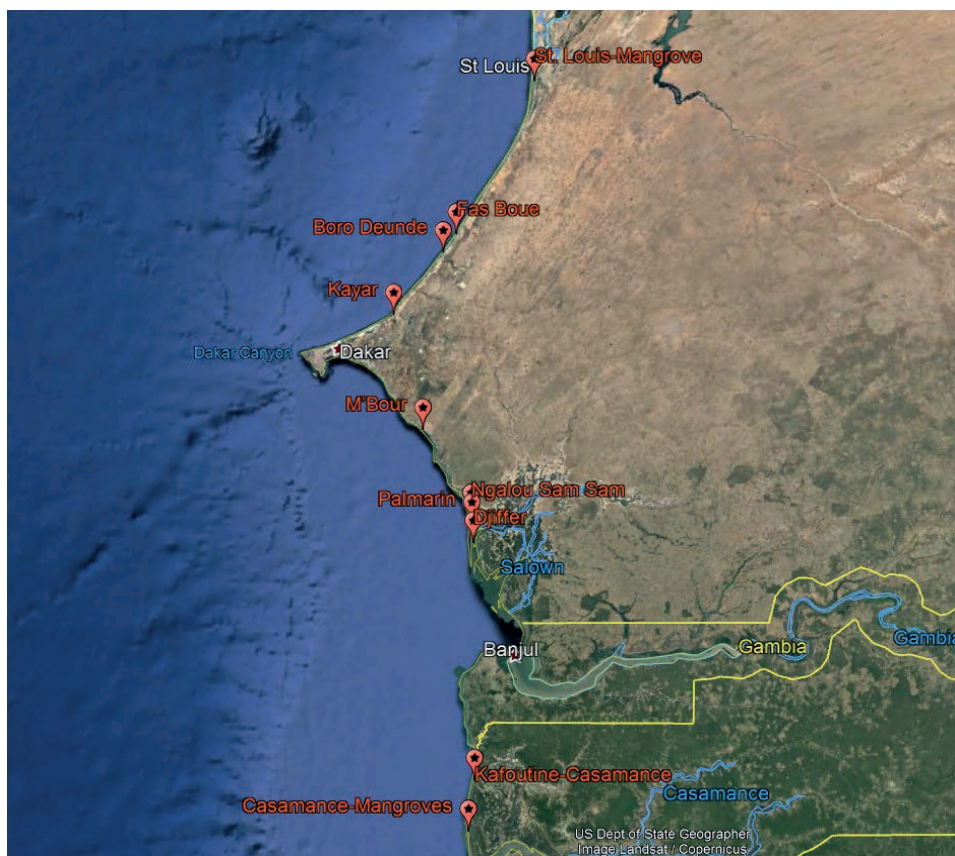 St Louis
St. Louis-Mangrove
Fas Boue
Boro Deunde
Kayar
Dakar Canyon
Dakar
M'Bour
Ngalou Sam Sam
Palmarin
Djiffer
Salown
Banjul
Gambia
Gambia
Kafoutine-Casamance
Casamance
Casamance-Mangroves
US Dept of State Geographer
Image Landsat / Copernicus